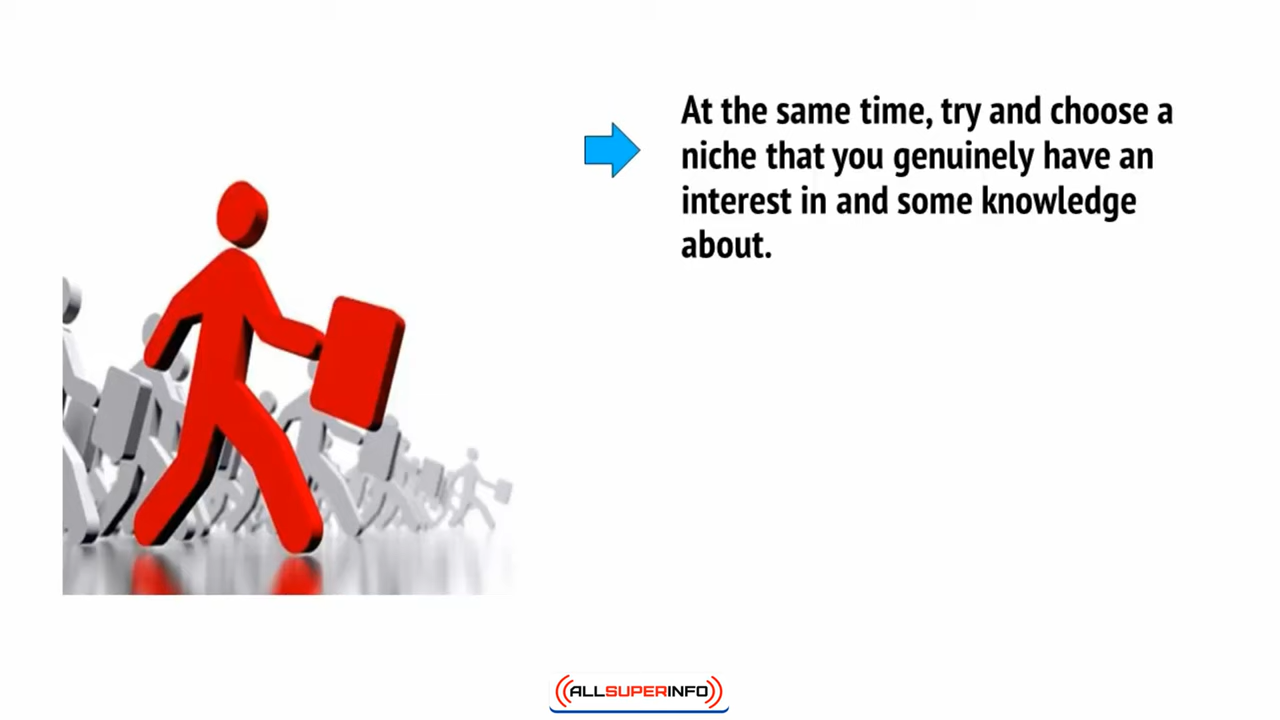 At the same time, try and choose a
niche that you genuinely have an
interest in and some knowledge
about.
ALLSUPERINFO